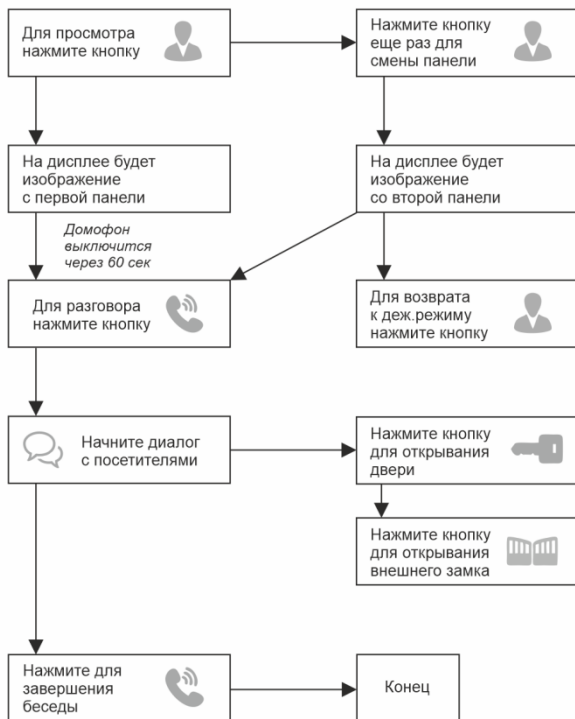 Для просмотра
нажмите кнопку
Нажмите кнопку
еще раз для
смены панели
На дисплее будет
изображение
с первой панели
На дисплее будет
изображение
со второй панели
Домофон
выключится
через 60 сек
Для разговора
нажмите кнопку
Для возврата
к деж.режиму
нажмите кнопку
Начните диалог
с посетителями
Нажмите кнопку
для открывания
двери
Нажмите кнопку
для открывания
внешнего замка
Нажмите для
завершения
беседы
Конец